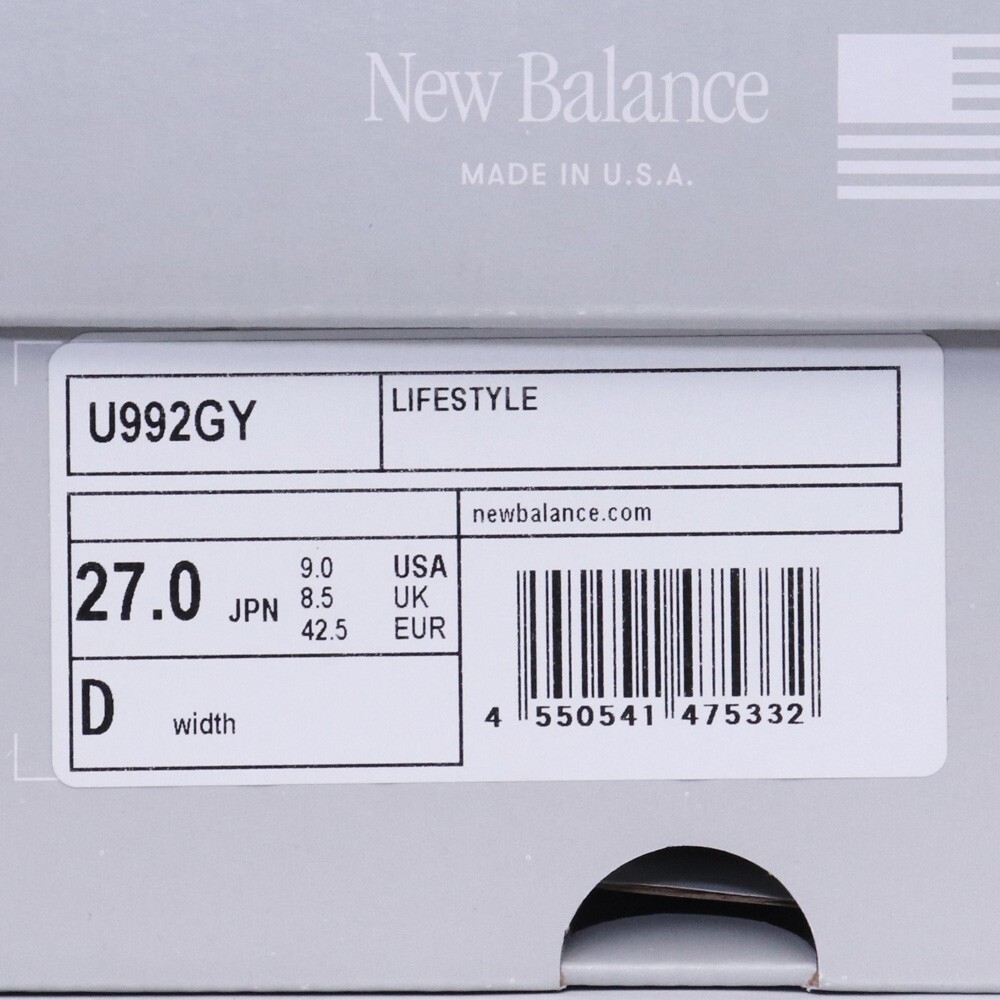 New Balance
MADE IN U.S.A.
U992GY
LIFESTYLE
newbalance.com
27.0 JPN
9.0 USA
8.5 UK
42.5 EUR
D width
4 550541 475332